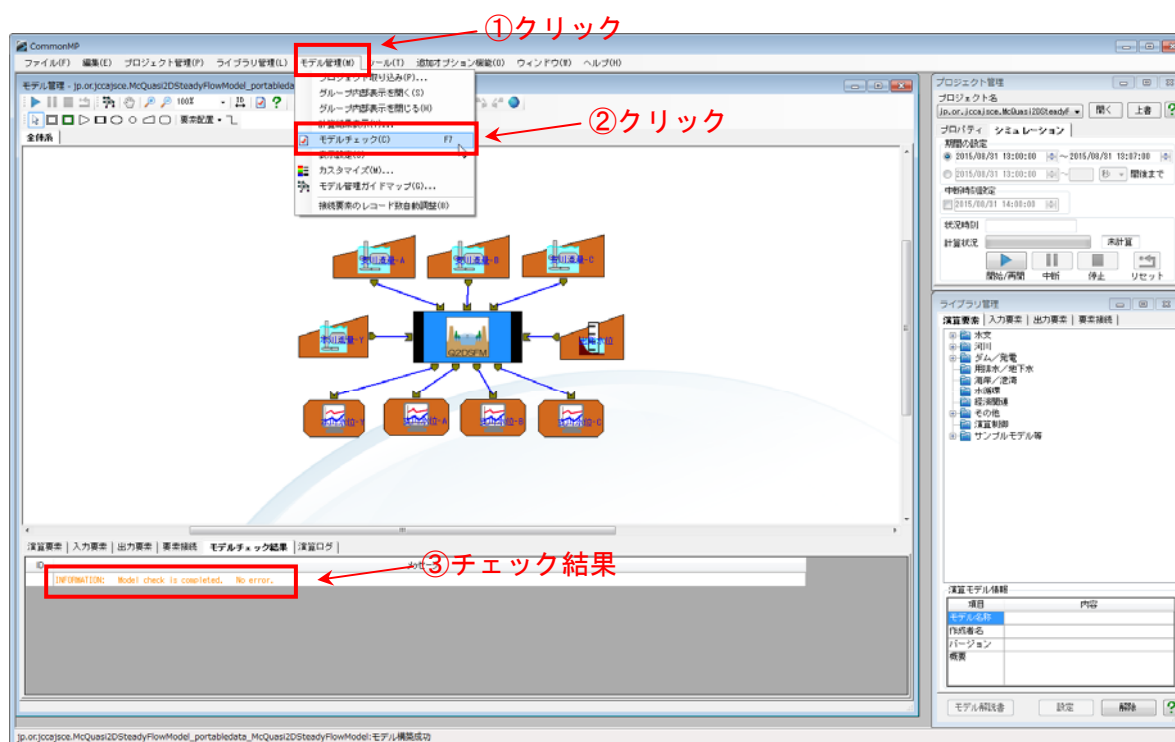 ①クリック
CommonMP
ファイル(F) 編集(E) プロジェクト管理(P) ライブラリ管理(L) モデル管理(M) ツール(T) 追加オプション機能(O) ウィンドウ(W) ヘルプ(H)
モデル管理 - jp.or.jccajsce.McQuasi2DSteadyFlowModel_portableda
100%
要素配置
全体系
プロジェクト取り込み(P)...
グループ内部表示を開く(S)
グループ内部表示を閉じる(H)
モデルチェック(C) F7
カスタマイズ(W)...
モデル管理ガイドマップ(G)...
接続要素のレコード数自動調整(B)
②クリック
Q2DSFM
演算要素 入力要素 出力要素 要素接続 モデルチェック結果 演算ログ
ID
INFORMATION: Model check is completed. No error.
③チェック結果
プロジェクト管理
プロジェクト名
jp.or.jccajsce.McQuasi2DSteadyF 開く 上書 ?
プロパティ シミュレーション
期間の設定
2015/08/31 13:00:00 ～ 2015/08/31 13:07:00
2015/08/31 13:00:00 ～ 秒 間後まで
中断時刻設定
2015/08/31 14:00:00
状況時刻
計算状況 未計算
開始/再開 中断 停止 リセット
ライブラリ管理
演算要素 入力要素 出力要素 要素接続
水文
河川
ダム/発電
用排水/地下水
海岸/港湾
水循環
経済関連
その他
演算制御
サンプルモデル等
演算モデル情報
項目 内容
モデル名称
作成者名
バージョン
概要
モデル解説書 設定 解除 ?
jp.or.jccajsce.McQuasi2DSteadyFlowModel_portabledata_McQuasi2DSteadyFlowModel:モデル構築成功